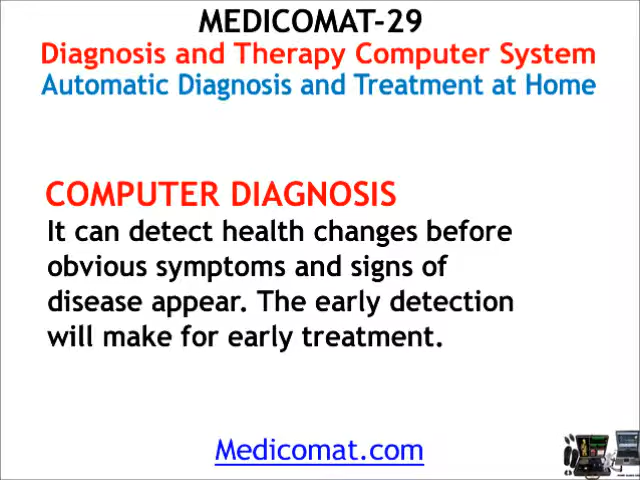 MEDICOMAT-29
Diagnosis and Therapy Computer System
Automatic Diagnosis and Treatment at Home
COMPUTER DIAGNOSIS
It can detect health changes before
obvious symptoms and signs of
disease appear. The early detection
will make for early treatment.
Medicomat.com